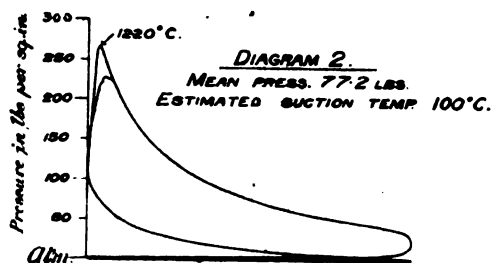 300
1220°C.
250
DIAGRAM 2.
MEAN PRESS. 77·2 LBS.
200
ESTIMATED SUCTION TEMP 100°C.
150
100
50
Atm.
Pressure in lbs per sq.in.